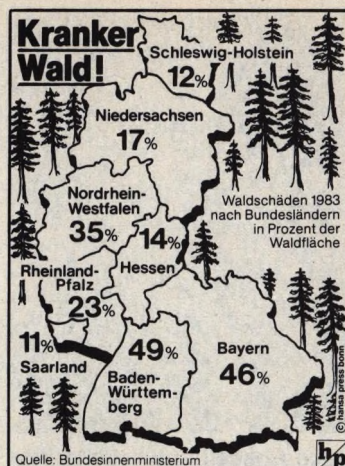 Kranker
Wald!
Schleswig-Holstein
12%
Niedersachsen
17%
Nordrhein-
Westfalen
35%
14%
Hessen
Rheinland-
Pfalz
23%
11%
Saarland
49%
Baden-
Württem-
berg
Bayern
46%
Waldschäden 1983
nach Bundesländern
in Prozent der
Waldfläche
Quelle: Bundesinnenministerium
© hansa press bonn
hp